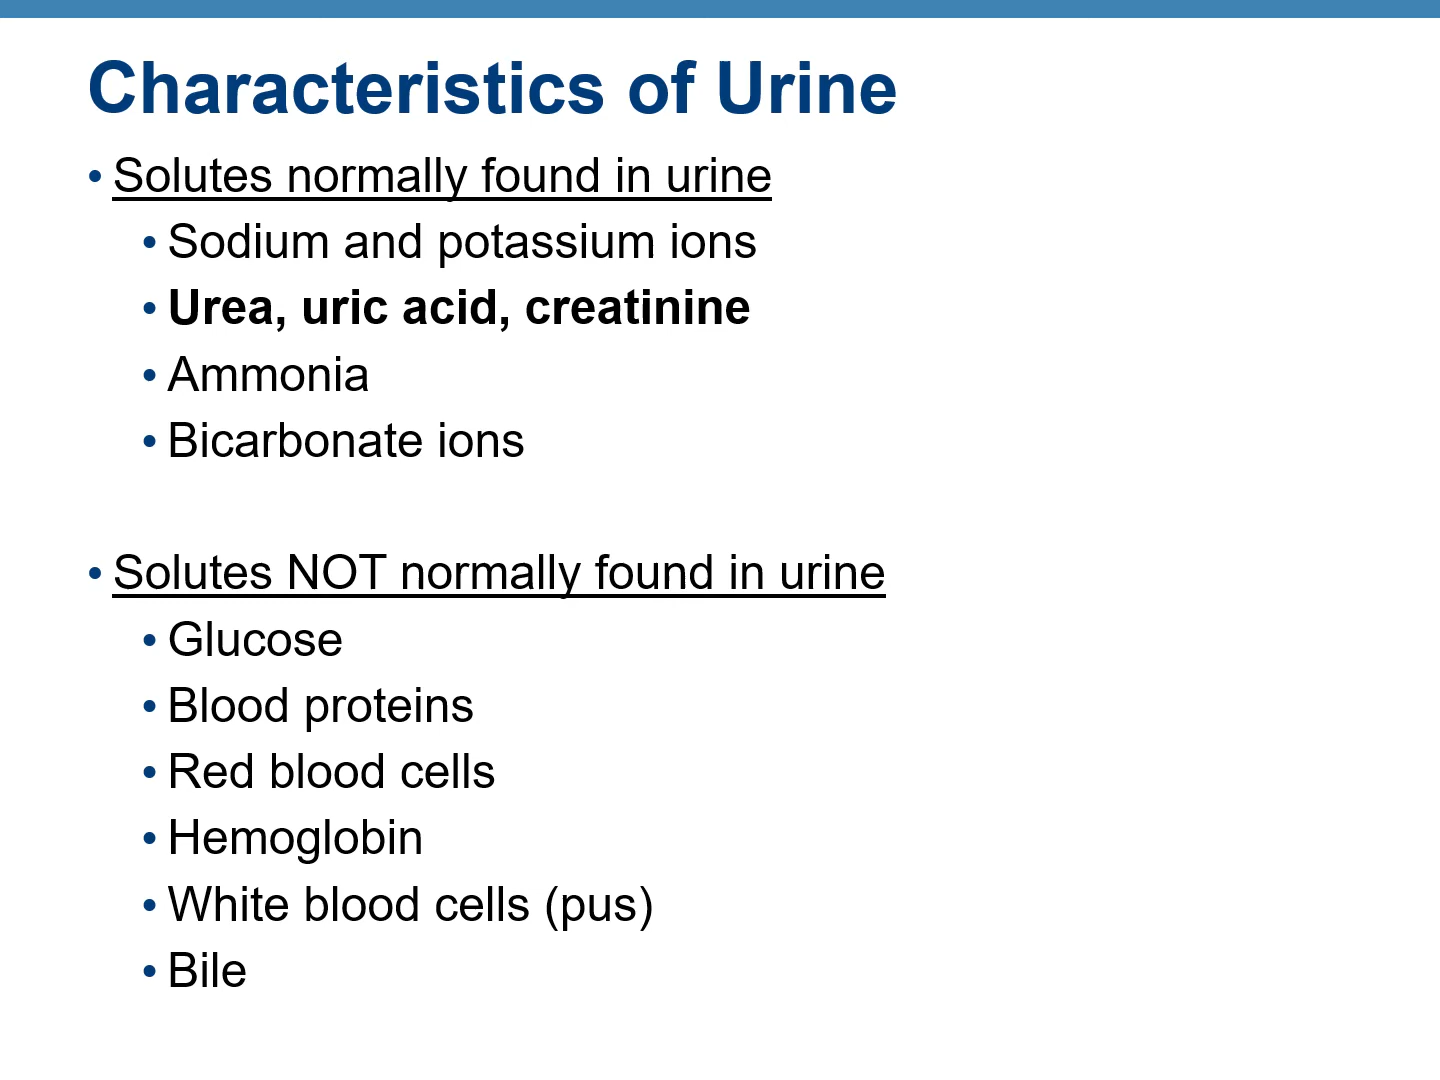 Characteristics of Urine
• Solutes normally found in urine
• Sodium and potassium ions
• Urea, uric acid, creatinine
• Ammonia
• Bicarbonate ions
• Solutes NOT normally found in urine
• Glucose
• Blood proteins
• Red blood cells
• Hemoglobin
• White blood cells (pus)
• Bile